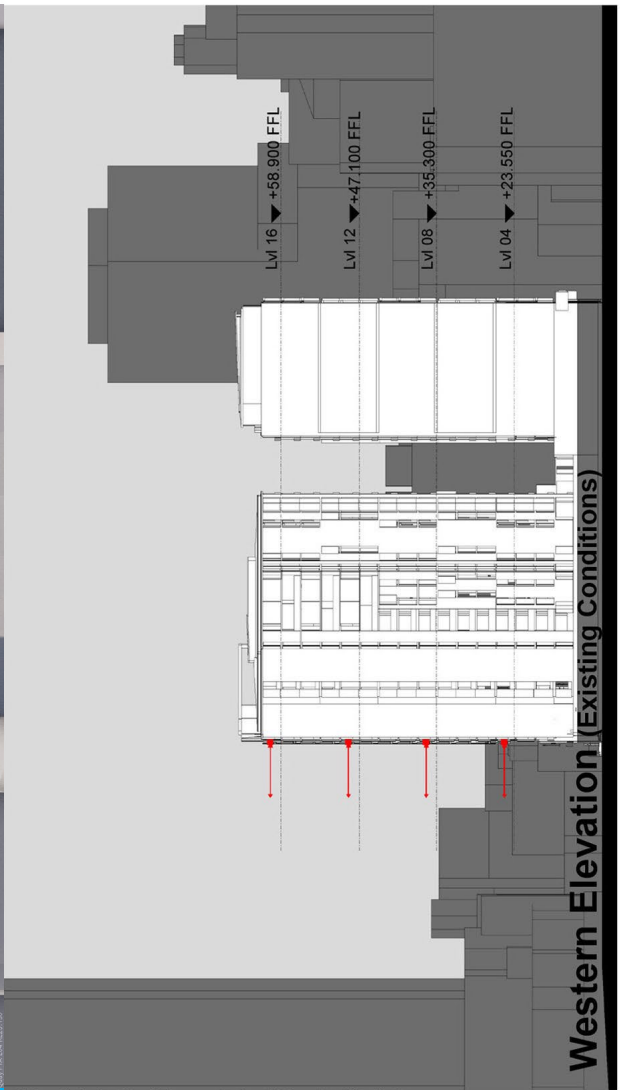 Lvl 16 +58.900 FFL
Lvl 12 +47.100 FFL
Lvl 08 +35.300 FFL
Lvl 04 +23.550 FFL
Western Elevation (Existing Conditions)